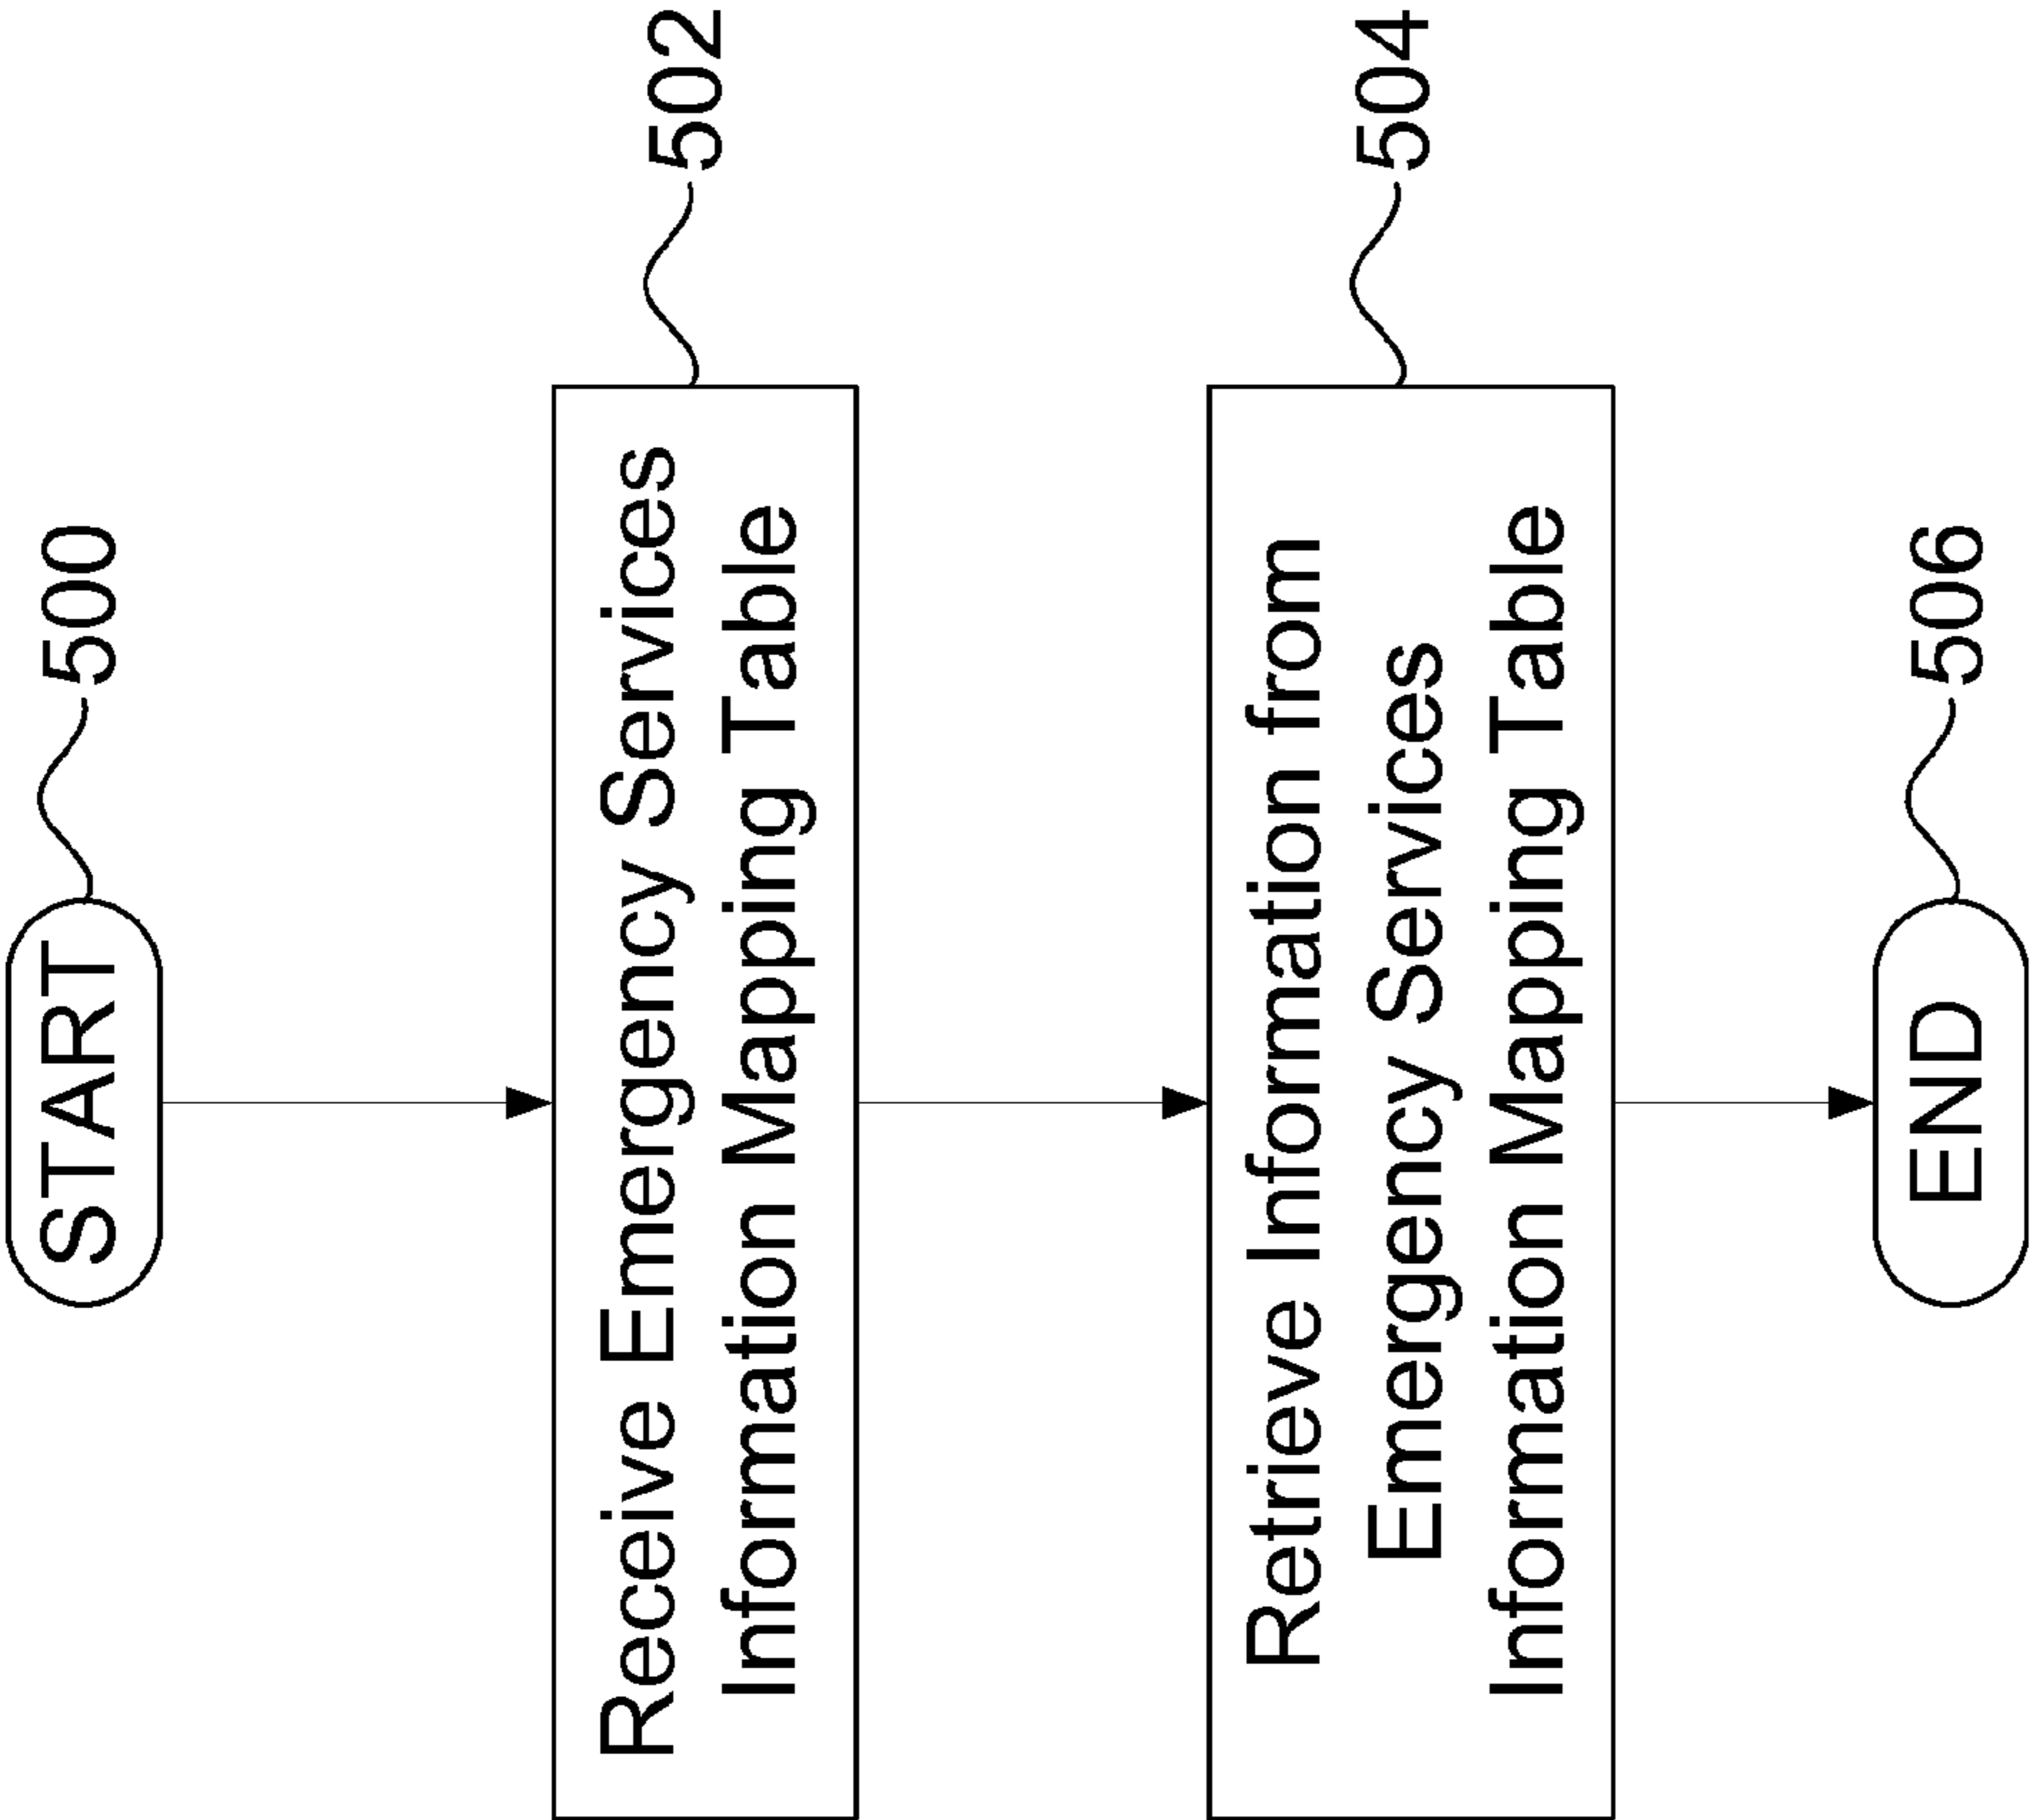 START
500
Receive Emergency Services
Information Mapping Table
502
Retrieve Information from
Emergency Services
Information Mapping Table
504
END
506